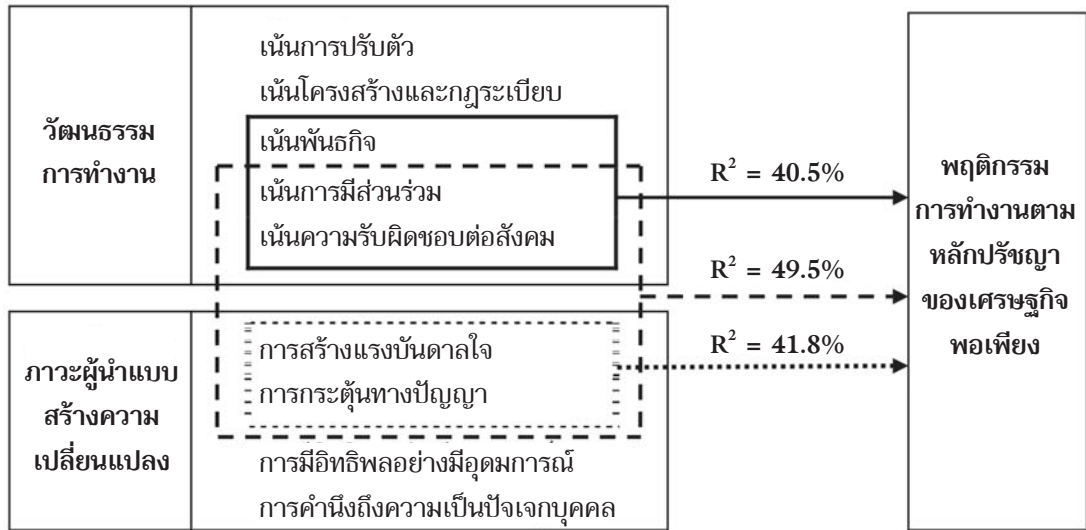 วัฒนธรรม
การทำงาน
เน้นการปรับตัว
เน้นโครงสร้างและกฎระเบียบ
เน้นพันธกิจ
เน้นการมีส่วนร่วม
เน้นความรับผิดชอบต่อสังคม
ภาวะผู้นำแบบ
สร้างความ
เปลี่ยนแปลง
การสร้างแรงบันดาลใจ
การกระตุ้นทางปัญญา
การมีอิทธิพลอย่างมีอุดมการณ์
การคำนึงถึงความเป็นปัจเจกบุคคล
R² = 40.5%
R² = 49.5%
R² = 41.8%
พฤติกรรม
การทำงานตาม
หลักปรัชญา
ของเศรษฐกิจ
พอเพียง